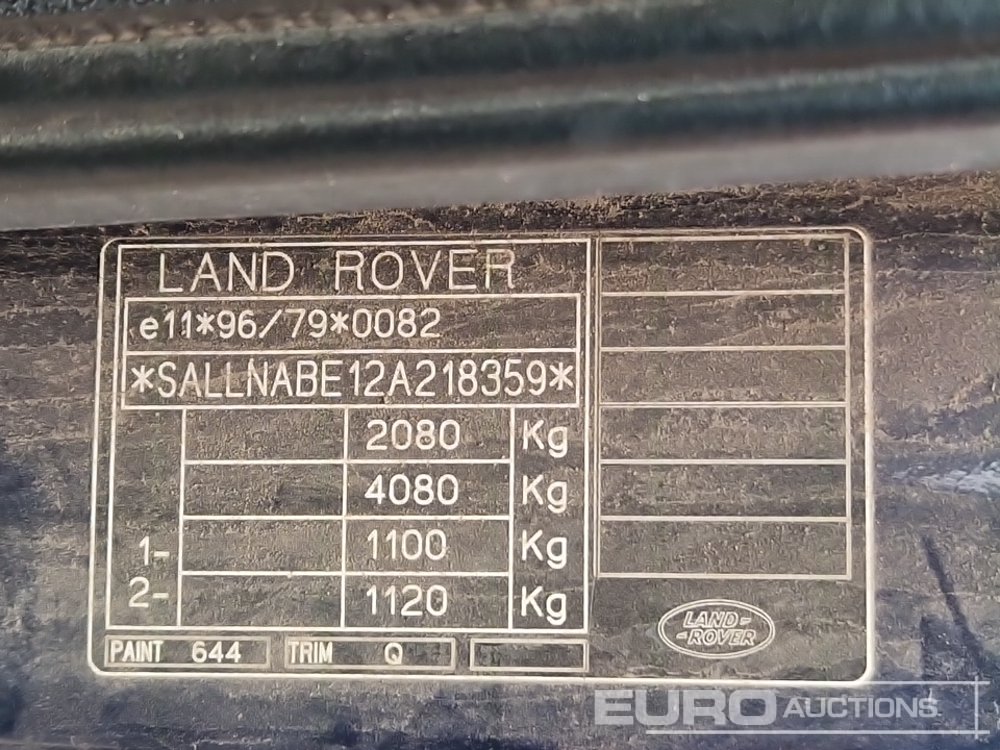 LAND ROVER
e11*96/79*0082
*SALLNABE12A218359*
2080 Kg
4080 Kg
1- 1100 Kg
2- 1120 Kg
PAINT 644 TRIM Q
LAND-
-ROVER
EURO AUCTIONS